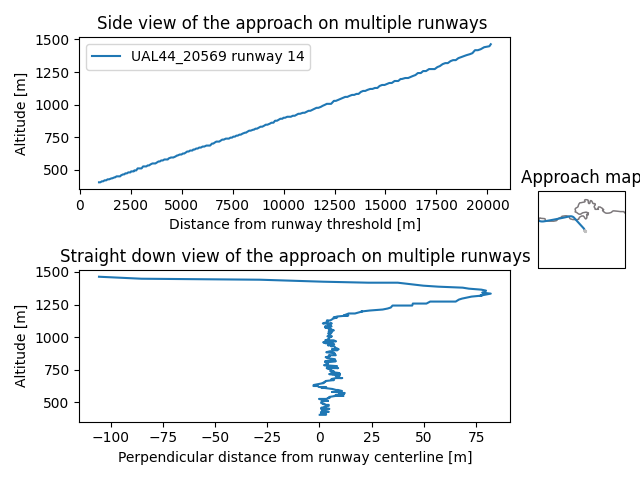 Side view of the approach on multiple runways
1500
1250
1000
750
500
Altitude [m]
UAL44_20569 runway 14
0 2500 5000 7500 10000 12500 15000 17500 20000
Distance from runway threshold [m]
Approach map
Straight down view of the approach on multiple runways
1500
1250
1000
750
500
Altitude [m]
−100 −75 −50 −25 0 25 50 75
Perpendicular distance from runway centerline [m]